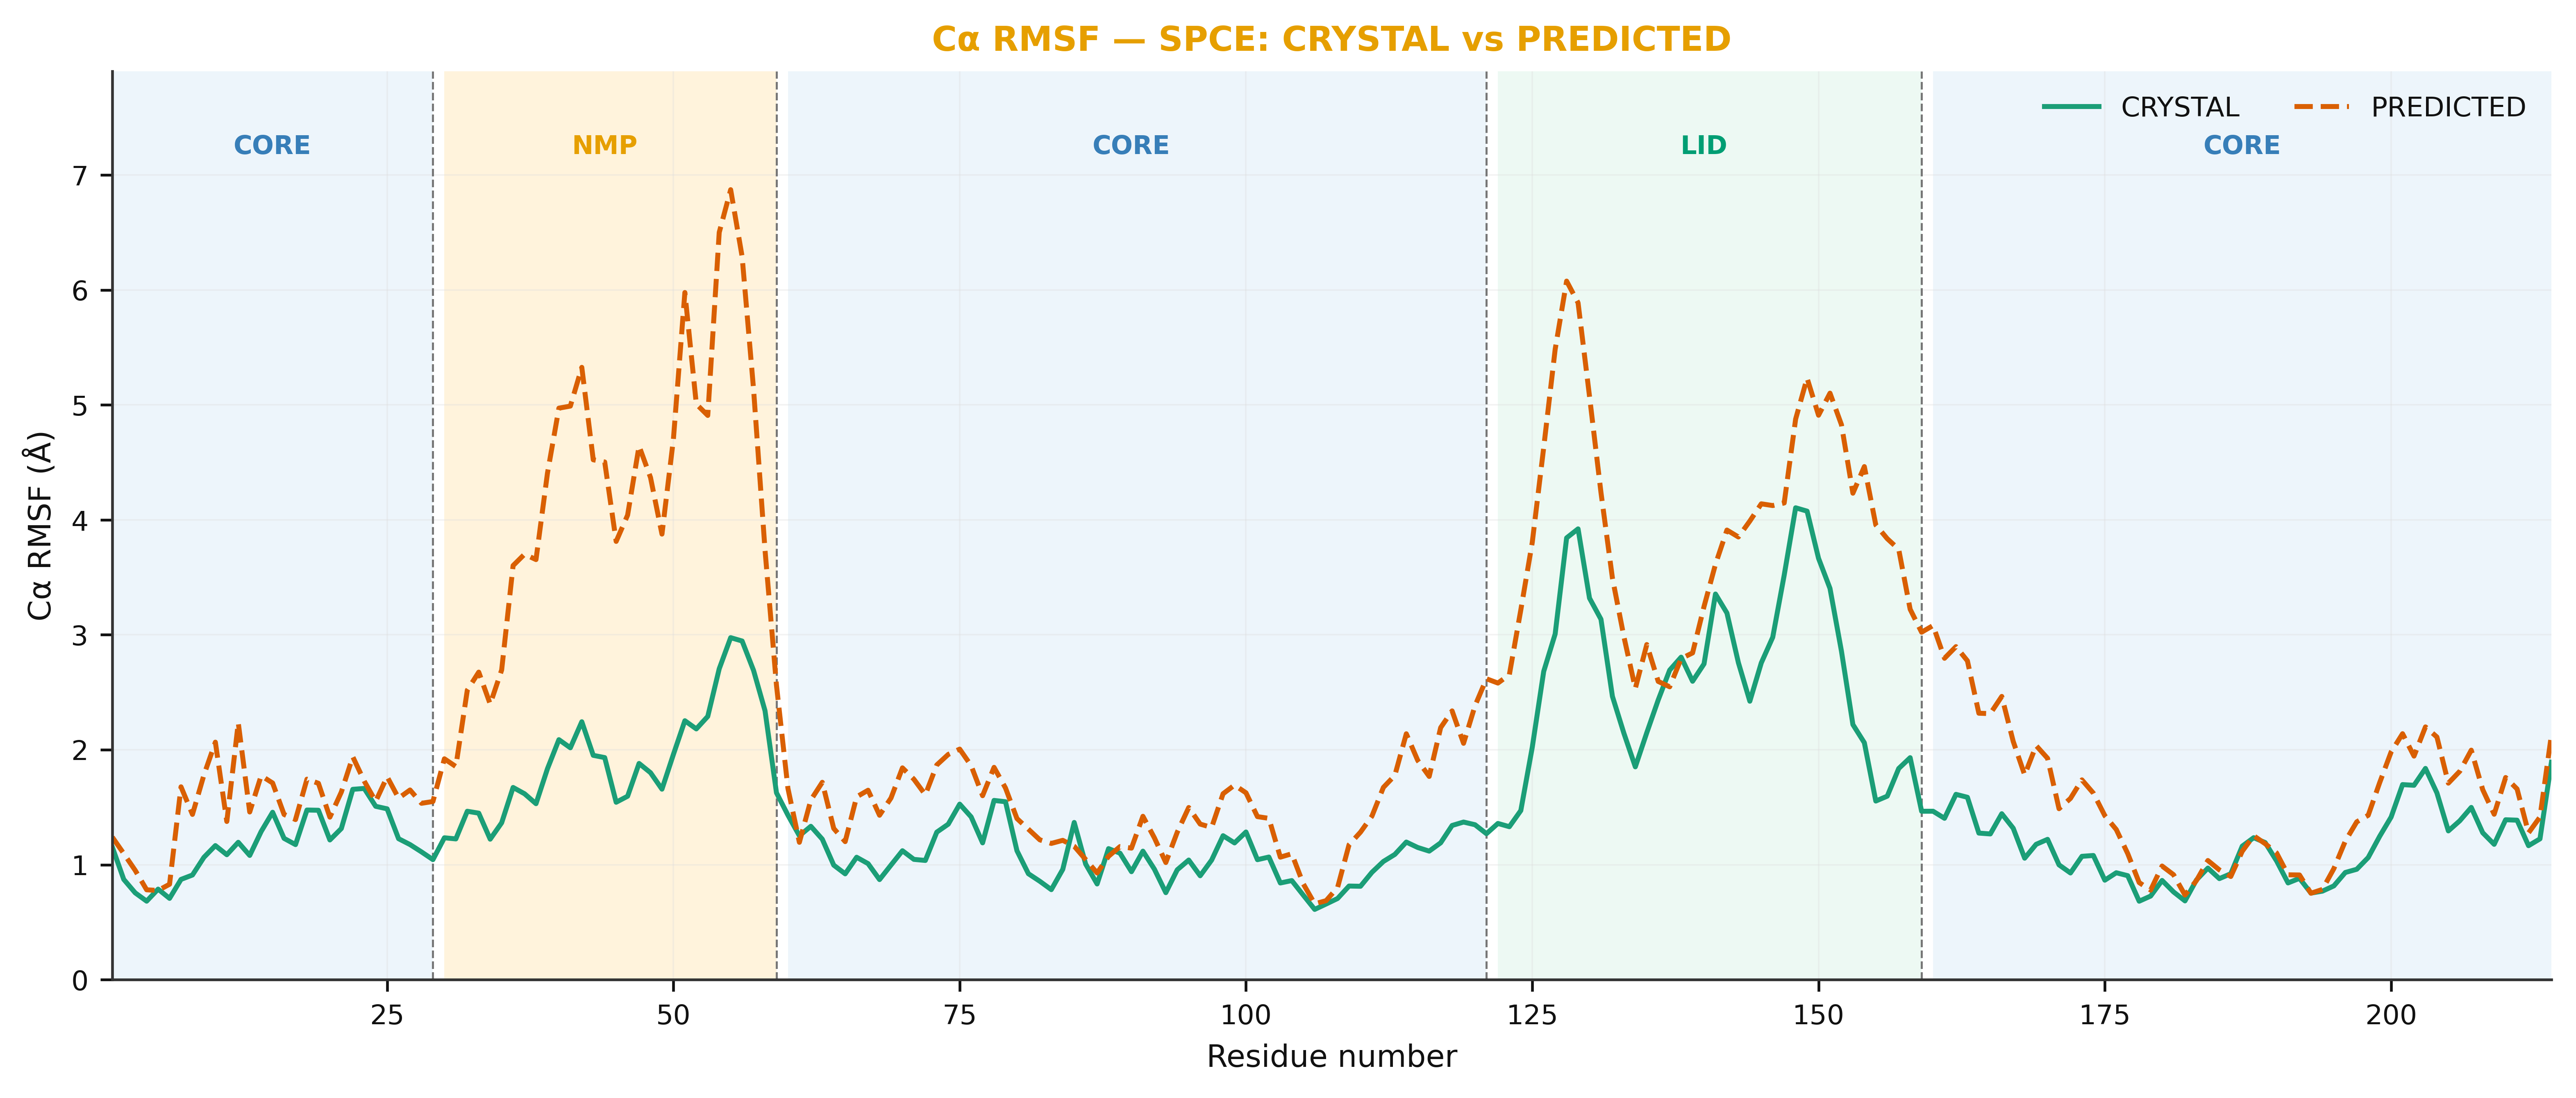 Cα RMSF — SPCE: CRYSTAL vs PREDICTED
CRYSTAL PREDICTED
CORE NMP CORE LID CORE
7
6
5
4
3
2
1
0
Cα RMSF (Å)
25 50 75 100 125 150 175 200
Residue number